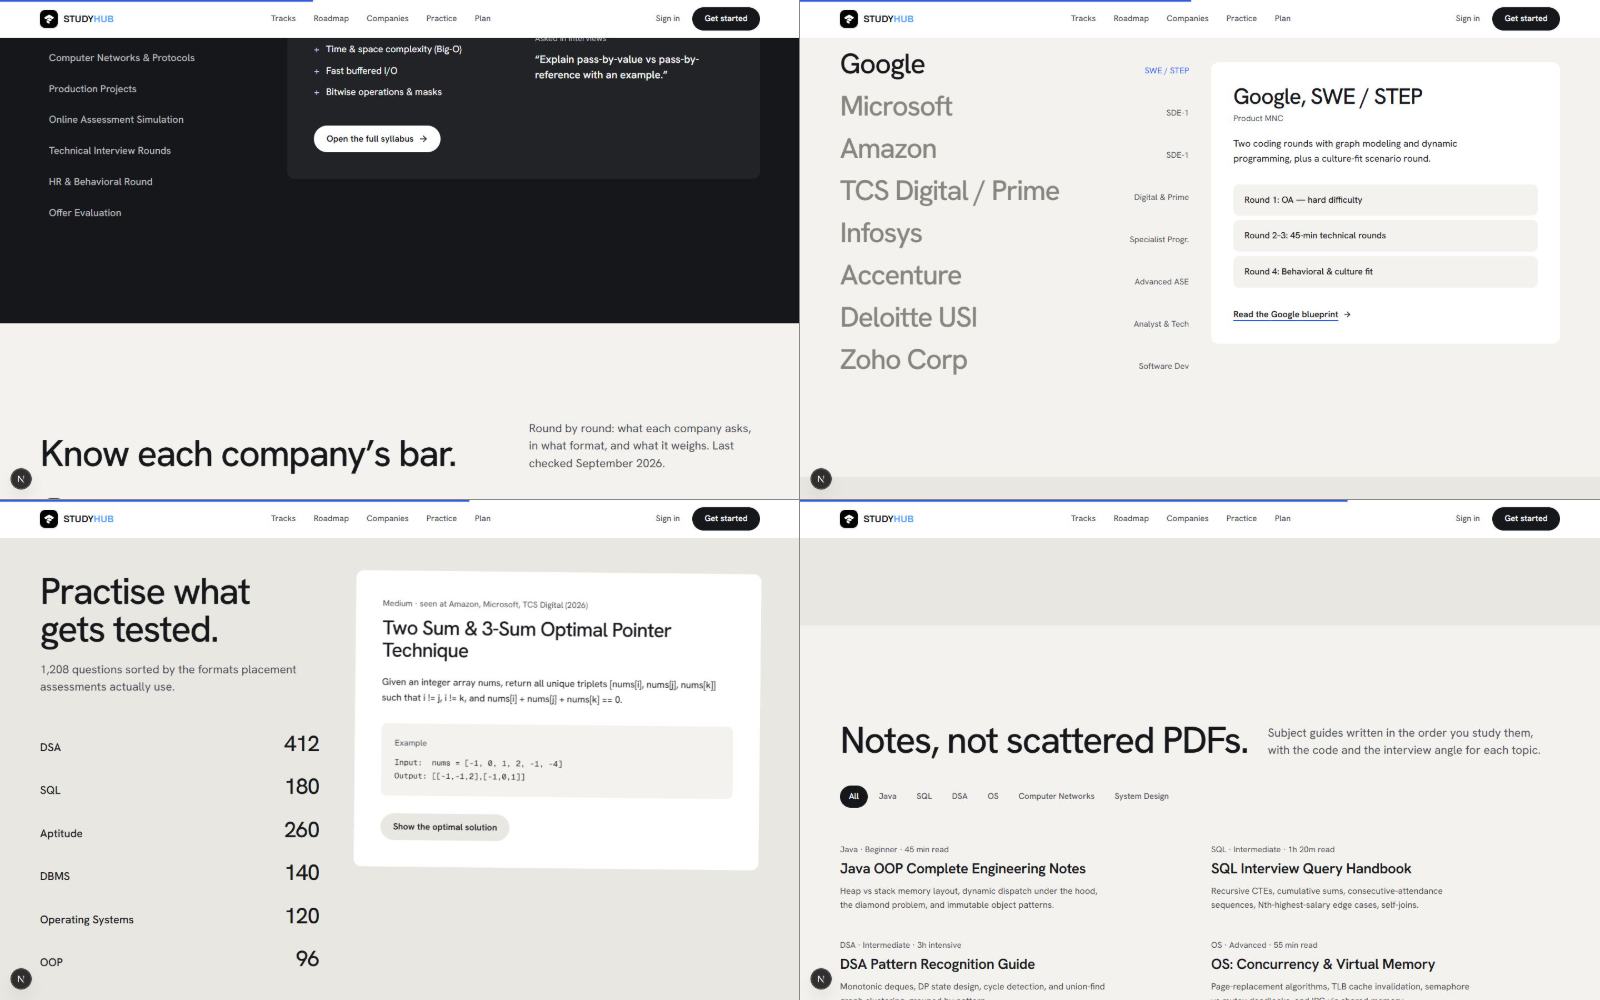 STUDYHUB
Tracks Roadmap Companies Practice Plan
Sign in Get started
Computer Networks & Protocols
Production Projects
Online Assessment Simulation
Technical Interview Rounds
HR & Behavioral Round
Offer Evaluation
+ Time & space complexity (Big-O)
+ Fast buffered I/O
+ Bitwise operations & masks
Asked in interviews
“Explain pass-by-value vs pass-by-
reference with an example.”
Open the full syllabus →
Know each company’s bar.
Round by round: what each company asks,
in what format, and what it weighs. Last
checked September 2026.
N
STUDYHUB
Tracks Roadmap Companies Practice Plan
Sign in Get started
Google SWE / STEP
Microsoft SDE-1
Amazon SDE-1
TCS Digital / Prime Digital & Prime
Infosys Specialist Progr.
Accenture Advanced ASE
Deloitte USI Analyst & Tech
Zoho Corp Software Dev
Google, SWE / STEP
Product MNC
Two coding rounds with graph modeling and dynamic
programming, plus a culture-fit scenario round.
Round 1: OA — hard difficulty
Round 2–3: 45-min technical rounds
Round 4: Behavioral & culture fit
Read the Google blueprint →
N
STUDYHUB
Tracks Roadmap Companies Practice Plan
Sign in Get started
Practise what
gets tested.
1,208 questions sorted by the formats placement
assessments actually use.
DSA 412
SQL 180
Aptitude 260
DBMS 140
Operating Systems 120
OOP 96
Medium · seen at Amazon, Microsoft, TCS Digital (2026)
Two Sum & 3-Sum Optimal Pointer
Technique
Given an integer array nums, return all unique triplets [nums[i], nums[j], nums[k]]
such that i != j, i != k, and nums[i] + nums[j] + nums[k] == 0.
Example
Input: nums = [-1, 0, 1, 2, -1, -4]
Output: [[-1,-1,2],[-1,0,1]]
Show the optimal solution
N
STUDYHUB
Tracks Roadmap Companies Practice Plan
Sign in Get started
Notes, not scattered PDFs.
Subject guides written in the order you study them,
with the code and the interview angle for each topic.
All Java SQL DSA OS Computer Networks System Design
Java · Beginner · 45 min read
Java OOP Complete Engineering Notes
Heap vs stack memory layout, dynamic dispatch under the hood,
the diamond problem, and immutable object patterns.
SQL · Intermediate · 1h 20m read
SQL Interview Query Handbook
Recursive CTEs, cumulative sums, consecutive-attendance
sequences, Nth-highest-salary edge cases, self-joins.
DSA · Intermediate · 3h intensive
DSA Pattern Recognition Guide
Monotonic deques, DP state design, cycle detection, and union-find
OS · Advanced · 55 min read
OS: Concurrency & Virtual Memory
Page-replacement algorithms, TLB cache invalidation, semaphore
N